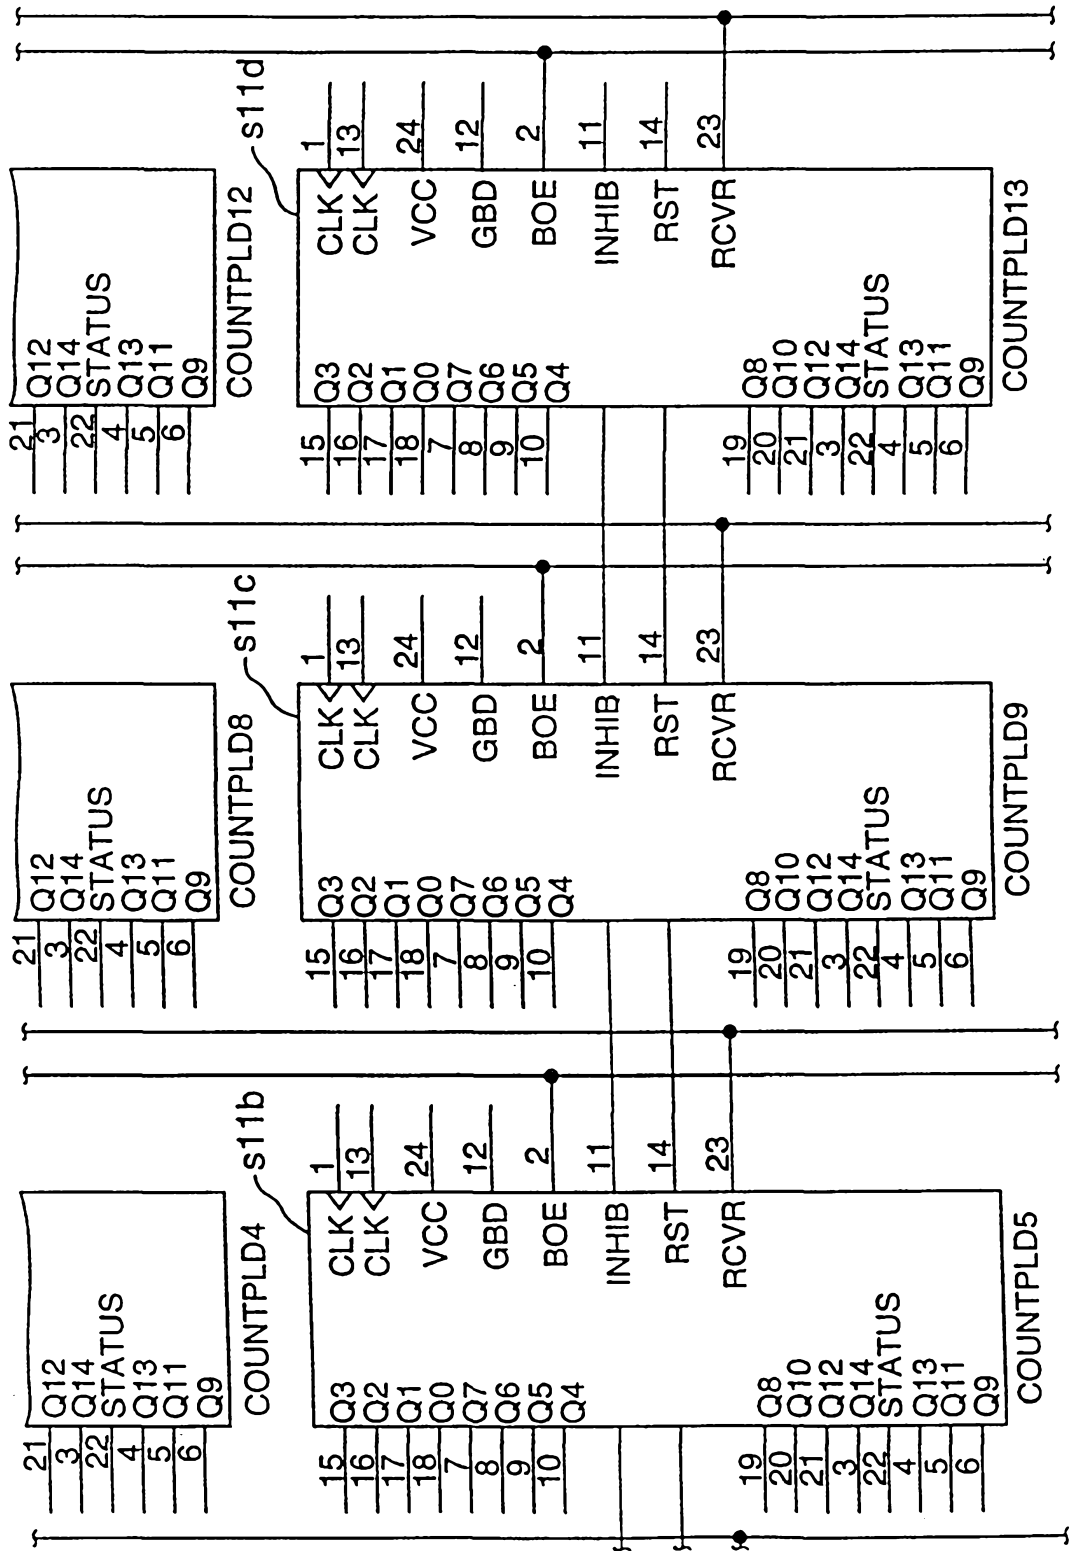 21 Q12
3 Q14
22 STATUS
4 Q13
5 Q11
6 Q9
COUNTPLD4
21 Q12
3 Q14
22 STATUS
4 Q13
5 Q11
6 Q9
COUNTPLD8
21 Q12
3 Q14
22 STATUS
4 Q13
5 Q11
6 Q9
COUNTPLD12
s11b
15 Q3 CLK 1
16 Q2 CLK 13
17 Q1
18 Q0 VCC 24
7 Q7
8 Q6 GBD 12
9 Q5
10 Q4 BOE 2
INHIB 11
RST 14
RCVR 23
19 Q8
20 Q10
21 Q12
3 Q14
22 STATUS
4 Q13
5 Q11
6 Q9
COUNTPLD5
s11c
15 Q3 CLK 1
16 Q2 CLK 13
17 Q1
18 Q0 VCC 24
7 Q7
8 Q6 GBD 12
9 Q5
10 Q4 BOE 2
INHIB 11
RST 14
RCVR 23
19 Q8
20 Q10
21 Q12
3 Q14
22 STATUS
4 Q13
5 Q11
6 Q9
COUNTPLD9
s11d
15 Q3 CLK 1
16 Q2 CLK 13
17 Q1
18 Q0 VCC 24
7 Q7
8 Q6 GBD 12
9 Q5
10 Q4 BOE 2
INHIB 11
RST 14
RCVR 23
19 Q8
20 Q10
21 Q12
3 Q14
22 STATUS
4 Q13
5 Q11
6 Q9
COUNTPLD13